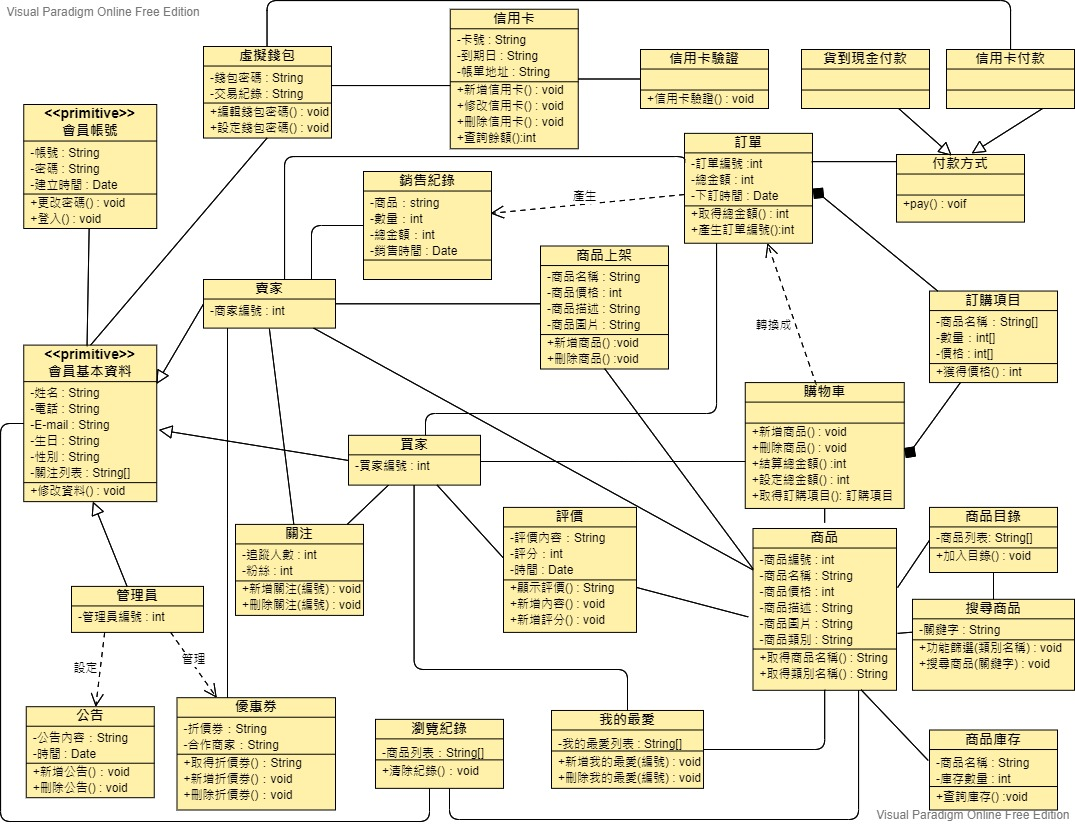 Visual Paradigm Online Free Edition
信用卡
-卡號 : String
-到期日 : String
-帳單地址 : String
+新增信用卡() : void
+修改信用卡() : void
+刪除信用卡() : void
+查詢餘額():int
虛擬錢包
-錢包密碼 : String
-交易紀錄 : String
+編輯錢包密碼() : void
+設定錢包密碼() : void
信用卡驗證
+信用卡驗證() : void
貨到現金付款
信用卡付款
<<primitive>>
會員帳號
-帳號 : String
-密碼 : String
-建立時間 : Date
+更改密碼() : void
+登入() : void
訂單
-訂單編號 :int
-總金額 : int
-下訂時間 : Date
+取得總金額() : int
+產生訂單編號():int
付款方式
+pay() : voif
銷售紀錄
-商品 : string
-數量 : int
-總金額 : int
-銷售時間 : Date
產生
商品上架
-商品名稱 : String
-商品價格 : int
-商品描述 : String
-商品圖片 : String
+新增商品() :void
+刪除商品() :void
賣家
-商家編號 : int
訂購項目
-商品名稱 : String[]
-數量 : int[]
-價格 : int[]
+獲得價格() : int
轉換成
<<primitive>>
會員基本資料
-姓名 : String
-電話 : String
-E-mail : String
-生日 : String
-性別 : String
-關注列表 : String[]
+修改資料() : void
購物車
+新增商品() : void
+刪除商品() : void
+結算總金額() :int
+設定總金額() : int
+取得訂購項目() : 訂購項目
買家
-買家編號 : int
關注
-追蹤人數 : int
-粉絲 : int
+新增關注(編號) : void
+刪除關注(編號) : void
評價
-評價內容 : String
-評分 : int
-時間 : Date
+顯示評價() : String
+新增內容() : void
+新增評分() : void
商品
-商品編號 : int
-商品名稱 : String
-商品價格 : int
-商品描述 : String
-商品圖片 : String
-商品類別 : String
+取得商品名稱() : String
+取得類別名稱() : String
商品目錄
-商品列表: String[]
+加入目錄() : void
搜尋商品
-關鍵字 : String
+功能篩選(類別名稱) : void
+搜尋商品(關鍵字) : void
管理員
-管理員編號 : int
設定
管理
公告
-公告內容 : String
-時間 : Date
+新增公告() : void
+刪除公告() : void
優惠券
-折價券 : String
-合作商家 : String
+取得折價券() : String
+新增折價券() : void
+刪除折價券() : void
瀏覽紀錄
-商品列表 : String[]
+清除紀錄() : void
我的最愛
-我的最愛列表 : String[]
+新增我的最愛(編號) : void
+刪除我的最愛(編號) : void
商品庫存
-商品名稱 : String
-庫存數量 : int
+查詢庫存() :void
Visual Paradigm Online Free Edition